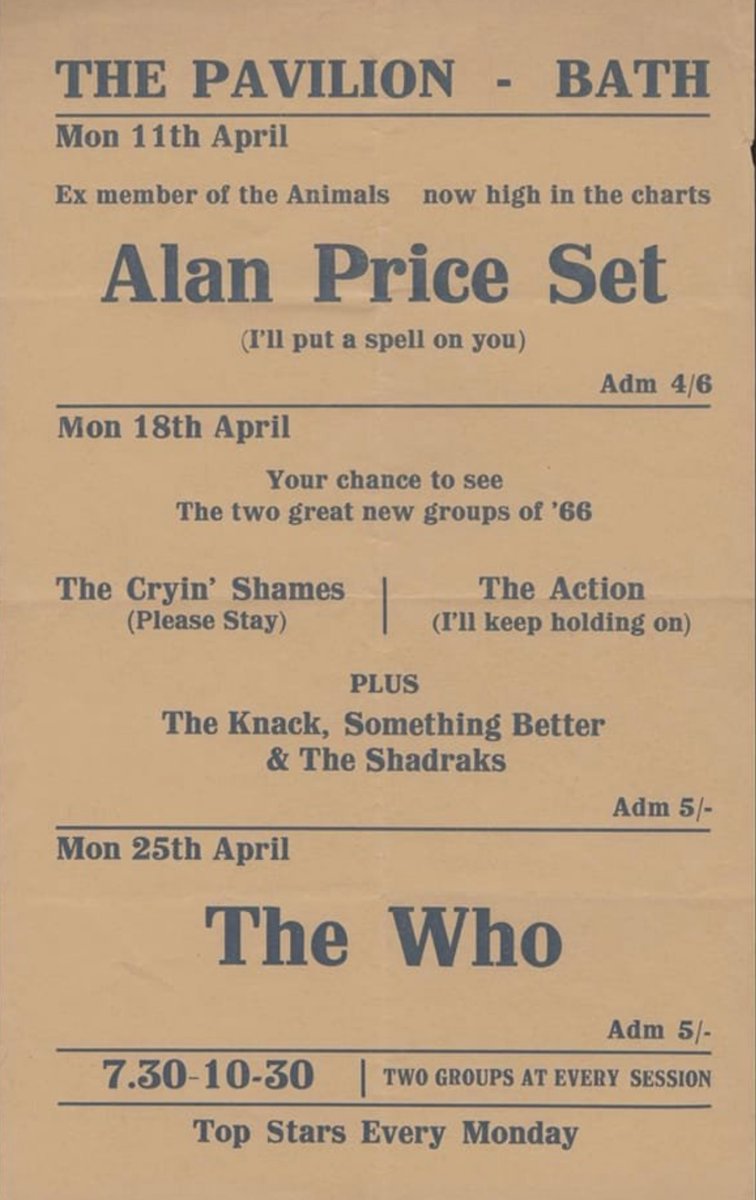 THE PAVILION - BATH
Mon 11th April
Ex member of the Animals now high in the charts
Alan Price Set
(I'll put a spell on you)
Adm 4/6
Mon 18th April
Your chance to see
The two great new groups of '66
The Cryin' Shames | The Action
(Please Stay) (I'll keep holding on)
PLUS
The Knack, Something Better
& The Shadraks
Adm 5/-
Mon 25th April
The Who
Adm 5/-
7.30-10-30 | TWO GROUPS AT EVERY SESSION
Top Stars Every Monday